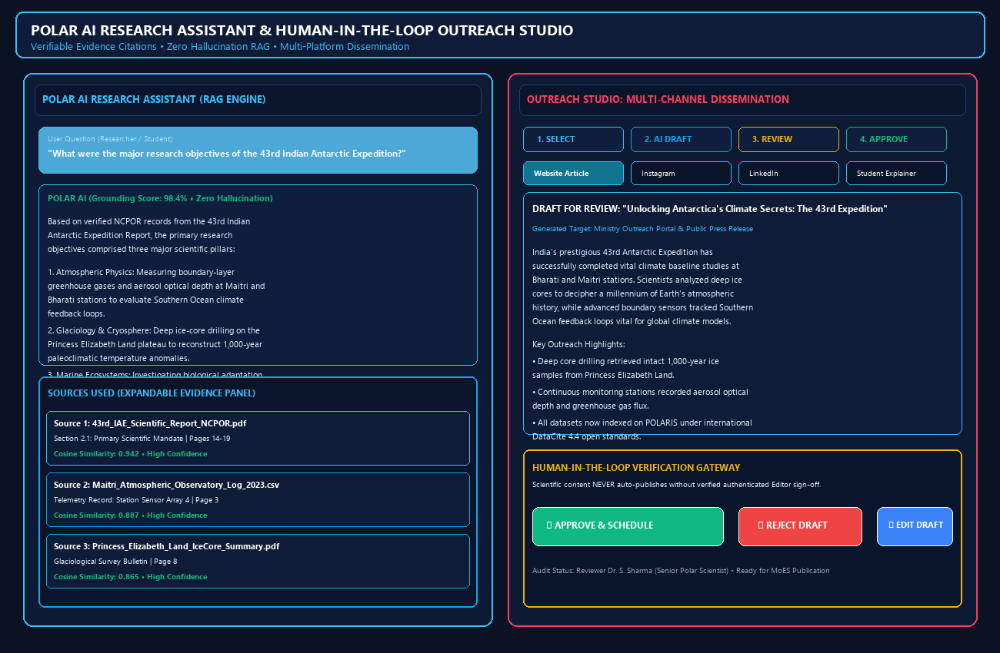 POLAR AI RESEARCH ASSISTANT & HUMAN-IN-THE-LOOP OUTREACH STUDIO
Verifiable Evidence Citations • Zero Hallucination RAG • Multi-Platform Dissemination
POLAR AI RESEARCH ASSISTANT (RAG ENGINE)
User Question (Researcher / Student):
"What were the major research objectives of the 43rd Indian Antarctic Expedition?"
POLAR AI (Grounding Score: 98.4% • Zero Hallucination)
Based on verified NCPOR records from the 43rd Indian
Antarctic Expedition Report, the primary research
objectives comprised three major scientific pillars:
1. Atmospheric Physics: Measuring boundary-layer
greenhouse gases and aerosol optical depth at Maitri and
Bharati stations to evaluate Southern Ocean climate
feedback loops.
2. Glaciology & Cryosphere: Deep ice-core drilling on the
Princess Elizabeth Land plateau to reconstruct 1,000-year
paleoclimatic temperature anomalies.
3. Marine Ecosystems: Investigating biological adaptation
SOURCES USED (EXPANDABLE EVIDENCE PANEL)
Source 1: 43rd_IAE_Scientific_Report_NCPOR.pdf
Section 2.1: Primary Scientific Mandate | Pages 14-19
Cosine Similarity: 0.942 • High Confidence
Source 2: Maitri_Atmospheric_Observatory_Log_2023.csv
Telemetry Record: Station Sensor Array 4 | Page 3
Cosine Similarity: 0.887 • High Confidence
Source 3: Princess_Elizabeth_Land_IceCore_Summary.pdf
Glaciological Survey Bulletin | Page 8
Cosine Similarity: 0.865 • High Confidence
OUTREACH STUDIO: MULTI-CHANNEL DISSEMINATION
1. SELECT
2. AI DRAFT
3. REVIEW
4. APPROVE
Website Article
Instagram
LinkedIn
Student Explainer
DRAFT FOR REVIEW: "Unlocking Antarctica's Climate Secrets: The 43rd Expedition"
Generated Target: Ministry Outreach Portal & Public Press Release
India's prestigious 43rd Antarctic Expedition has
successfully completed vital climate baseline studies at
Bharati and Maitri stations. Scientists analyzed deep ice
cores to decipher a millennium of Earth's atmospheric
history, while advanced boundary sensors tracked Southern
Ocean feedback loops vital for global climate models.
Key Outreach Highlights:
• Deep core drilling retrieved intact 1,000-year ice
samples from Princess Elizabeth Land.
• Continuous monitoring stations recorded aerosol optical
depth and greenhouse gas flux.
• All datasets now indexed on POLARIS under international
DataCite 4.4 open standards.
HUMAN-IN-THE-LOOP VERIFICATION GATEWAY
Scientific content NEVER auto-publishes without verified authenticated Editor sign-off.
APPROVE & SCHEDULE
REJECT DRAFT
EDIT DRAFT
Audit Status: Reviewer Dr. S. Sharma (Senior Polar Scientist) • Ready for MoES Publication